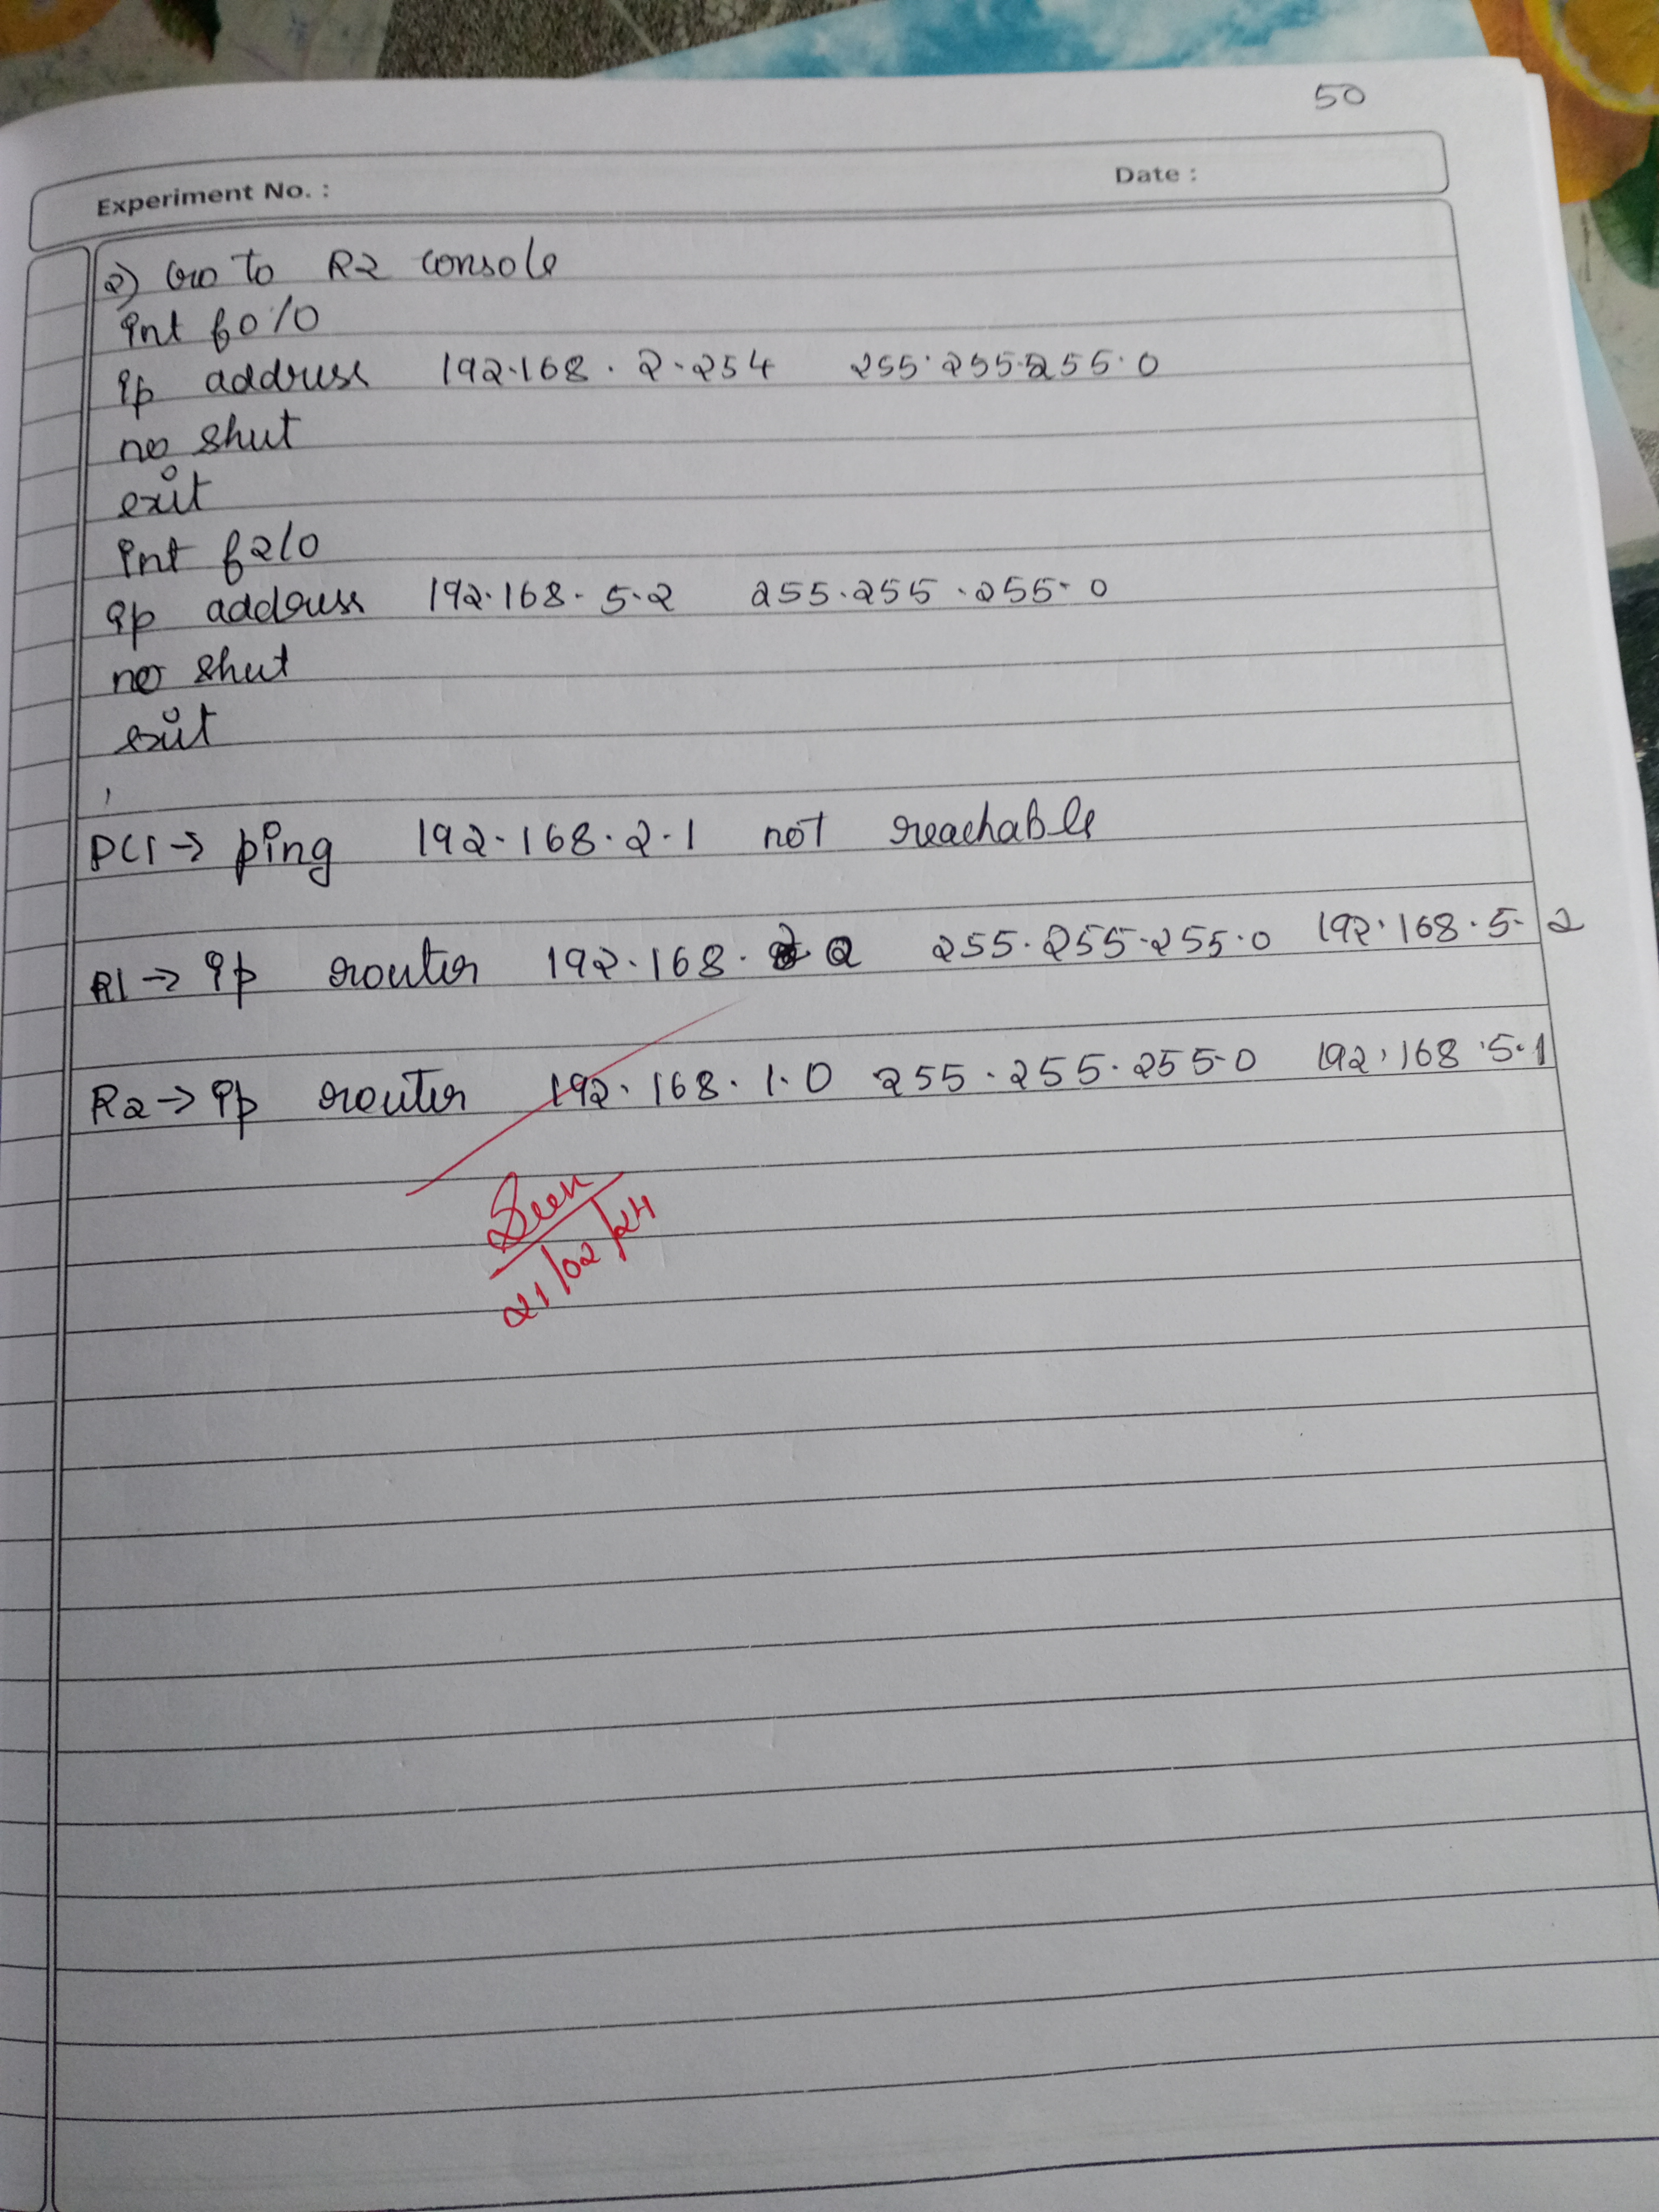 50
Experiment No. :
Date :
2) Go to R2 console
int f0/0
ip address 192.168.2.254 255.255.255.0
no shut
exit
int f2/0
ip address 192.168.5.2 255.255.255.0
no shut
exit
PC1 → ping 192.168.2.1 not reachable
R1 → ip router 192.168. 2 255.255.255.0 192.168.5.2
R2 → ip router 192.168.1.0 255.255.255.0 192.168.5.1
Seen
21/02/24